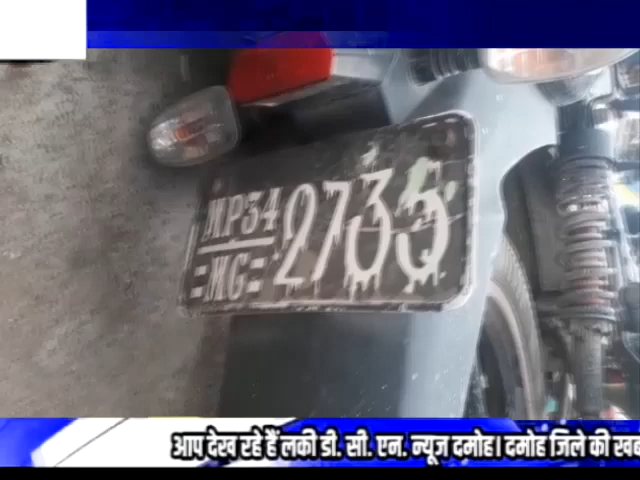 MP34
=MG=
2735
आप देख रहे हैं लकी डी. सी. एन. न्यूज दमोह। दमोह जिले की खब